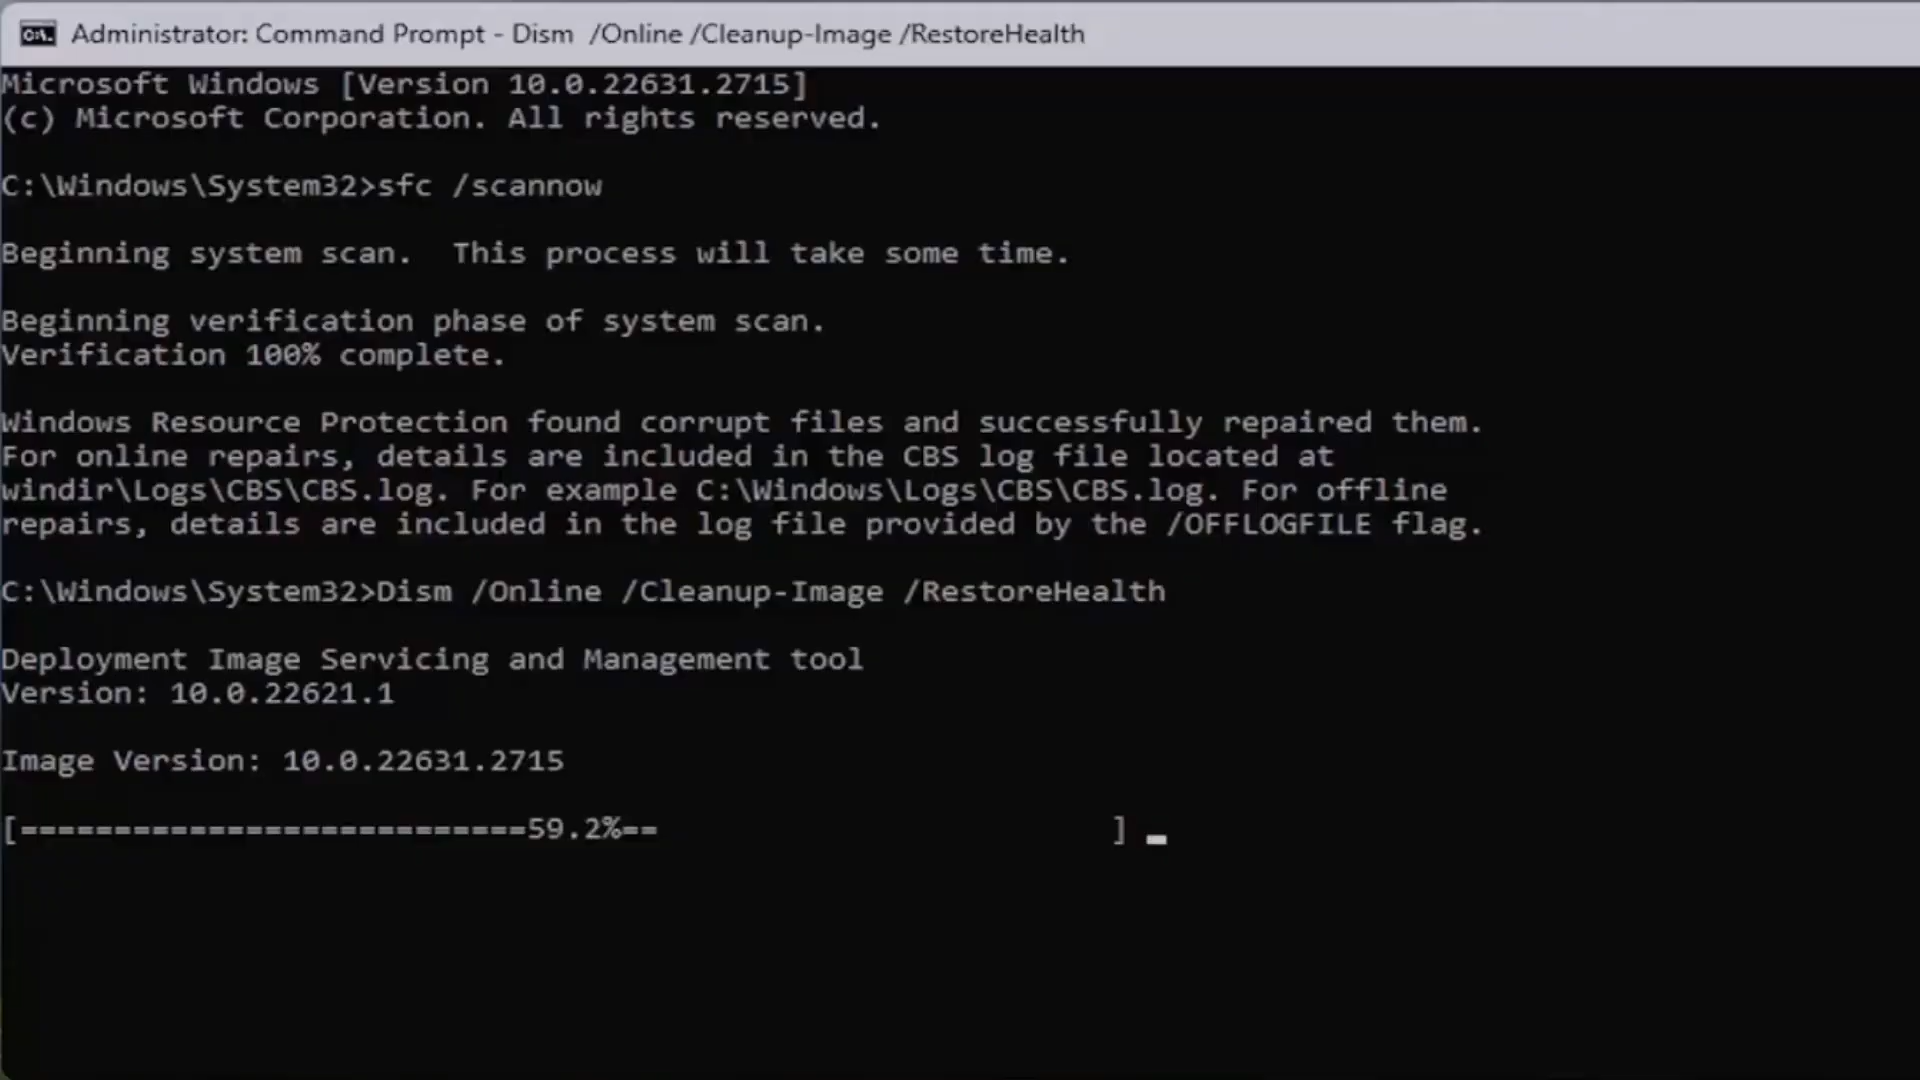 Administrator: Command Prompt - Dism  /Online /Cleanup-Image /RestoreHealth
Microsoft Windows [Version 10.0.22631.2715]
(c) Microsoft Corporation. All rights reserved.
C:\Windows\System32>sfc /scannow
Beginning system scan.  This process will take some time.
Beginning verification phase of system scan.
Verification 100% complete.
Windows Resource Protection found corrupt files and successfully repaired them.
For online repairs, details are included in the CBS log file located at
windir\Logs\CBS\CBS.log. For example C:\Windows\Logs\CBS\CBS.log. For offline
repairs, details are included in the log file provided by the /OFFLOGFILE flag.
C:\Windows\System32>Dism /Online /Cleanup-Image /RestoreHealth
Deployment Image Servicing and Management tool
Version: 10.0.22621.1
Image Version: 10.0.22631.2715
[===========================59.2%==                        ]